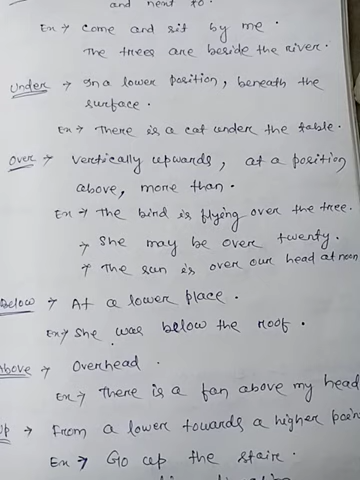 and next to.
Ex → Come and sit by me.
The trees are beside the river.
Under → In a lower position, beneath the
surface.
Ex → There is a cat under the table.
Over → Vertically upwards, at a position
above, more than.
Ex → The bird is flying over the tree.
→ She may be over twenty.
→ The sun is over our head at noon
Below → At a lower place.
Ex → She was below the roof.
Above → Overhead.
Ex → There is a fan above my head
Up → From a lower towards a higher poin
Ex → Go up the stair.